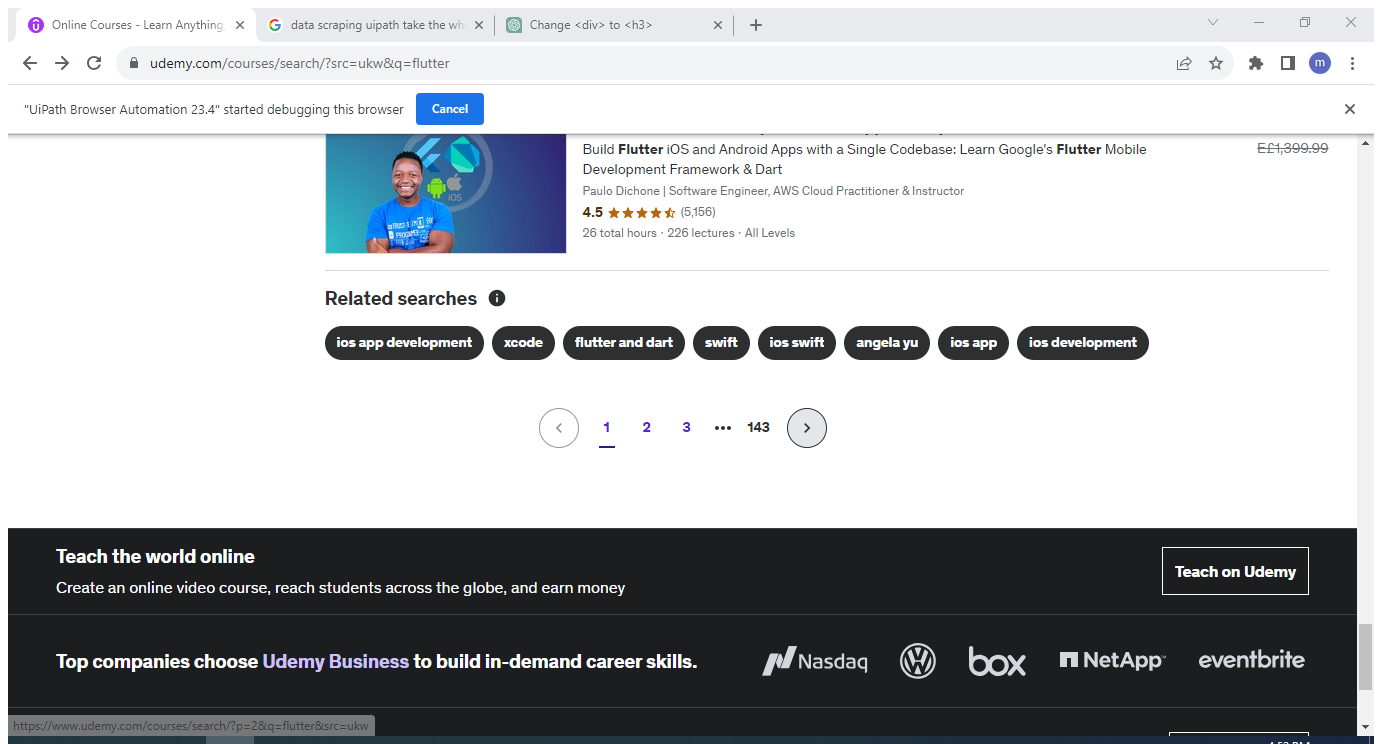 Online Courses - Learn Anything,
data scraping uipath take the wh
Change <div> to <h3>
udemy.com/courses/search/?src=ukw&q=flutter
m
"UiPath Browser Automation 23.4" started debugging this browser
Cancel
Build Flutter iOS and Android Apps with a Single Codebase: Learn Google's Flutter Mobile
Development Framework & Dart
E£1,399.99
Paulo Dichone | Software Engineer, AWS Cloud Practitioner & Instructor
4.5 (5,156)
26 total hours · 226 lectures · All Levels
iOS
Related searches
ios app development
xcode
flutter and dart
swift
ios swift
angela yu
ios app
ios development
1 2 3 ••• 143
Teach the world online
Create an online video course, reach students across the globe, and earn money
Teach on Udemy
Top companies choose Udemy Business to build in-demand career skills.
Nasdaq
box
NetApp
eventbrite
https://www.udemy.com/courses/search/?p=2&q=flutter&src=ukw